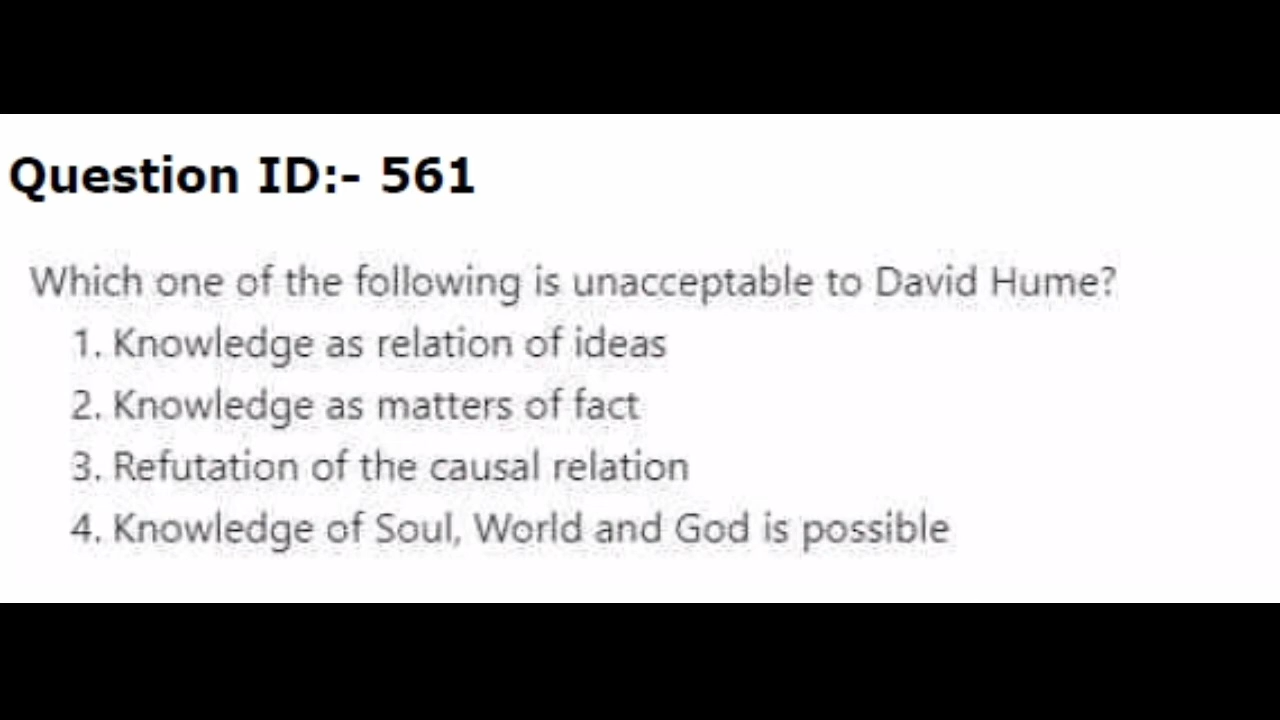 Question ID:- 561
Which one of the following is unacceptable to David Hume?
1. Knowledge as relation of ideas
2. Knowledge as matters of fact
3. Refutation of the causal relation
4. Knowledge of Soul, World and God is possible